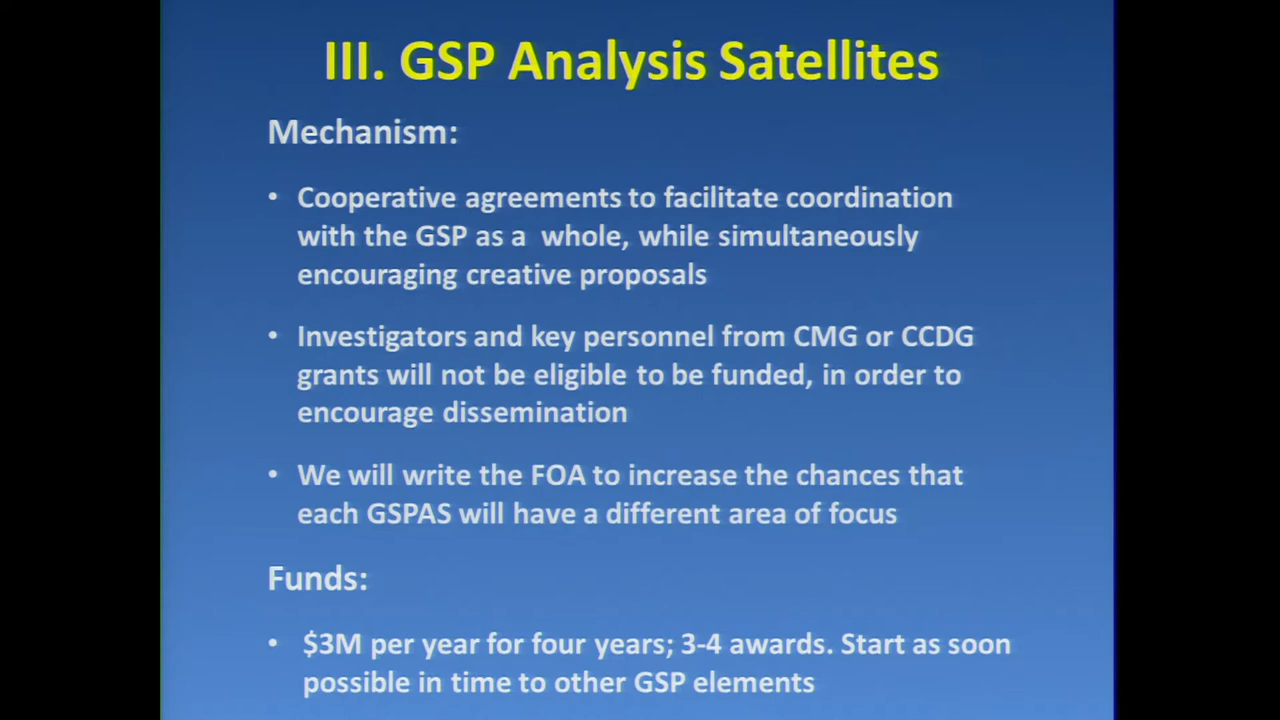 III. GSP Analysis Satellites
Mechanism:
• Cooperative agreements to facilitate coordination
with the GSP as a whole, while simultaneously
encouraging creative proposals
• Investigators and key personnel from CMG or CCDG
grants will not be eligible to be funded, in order to
encourage dissemination
• We will write the FOA to increase the chances that
each GSPAS will have a different area of focus
Funds:
• $3M per year for four years; 3-4 awards. Start as soon
possible in time to other GSP elements